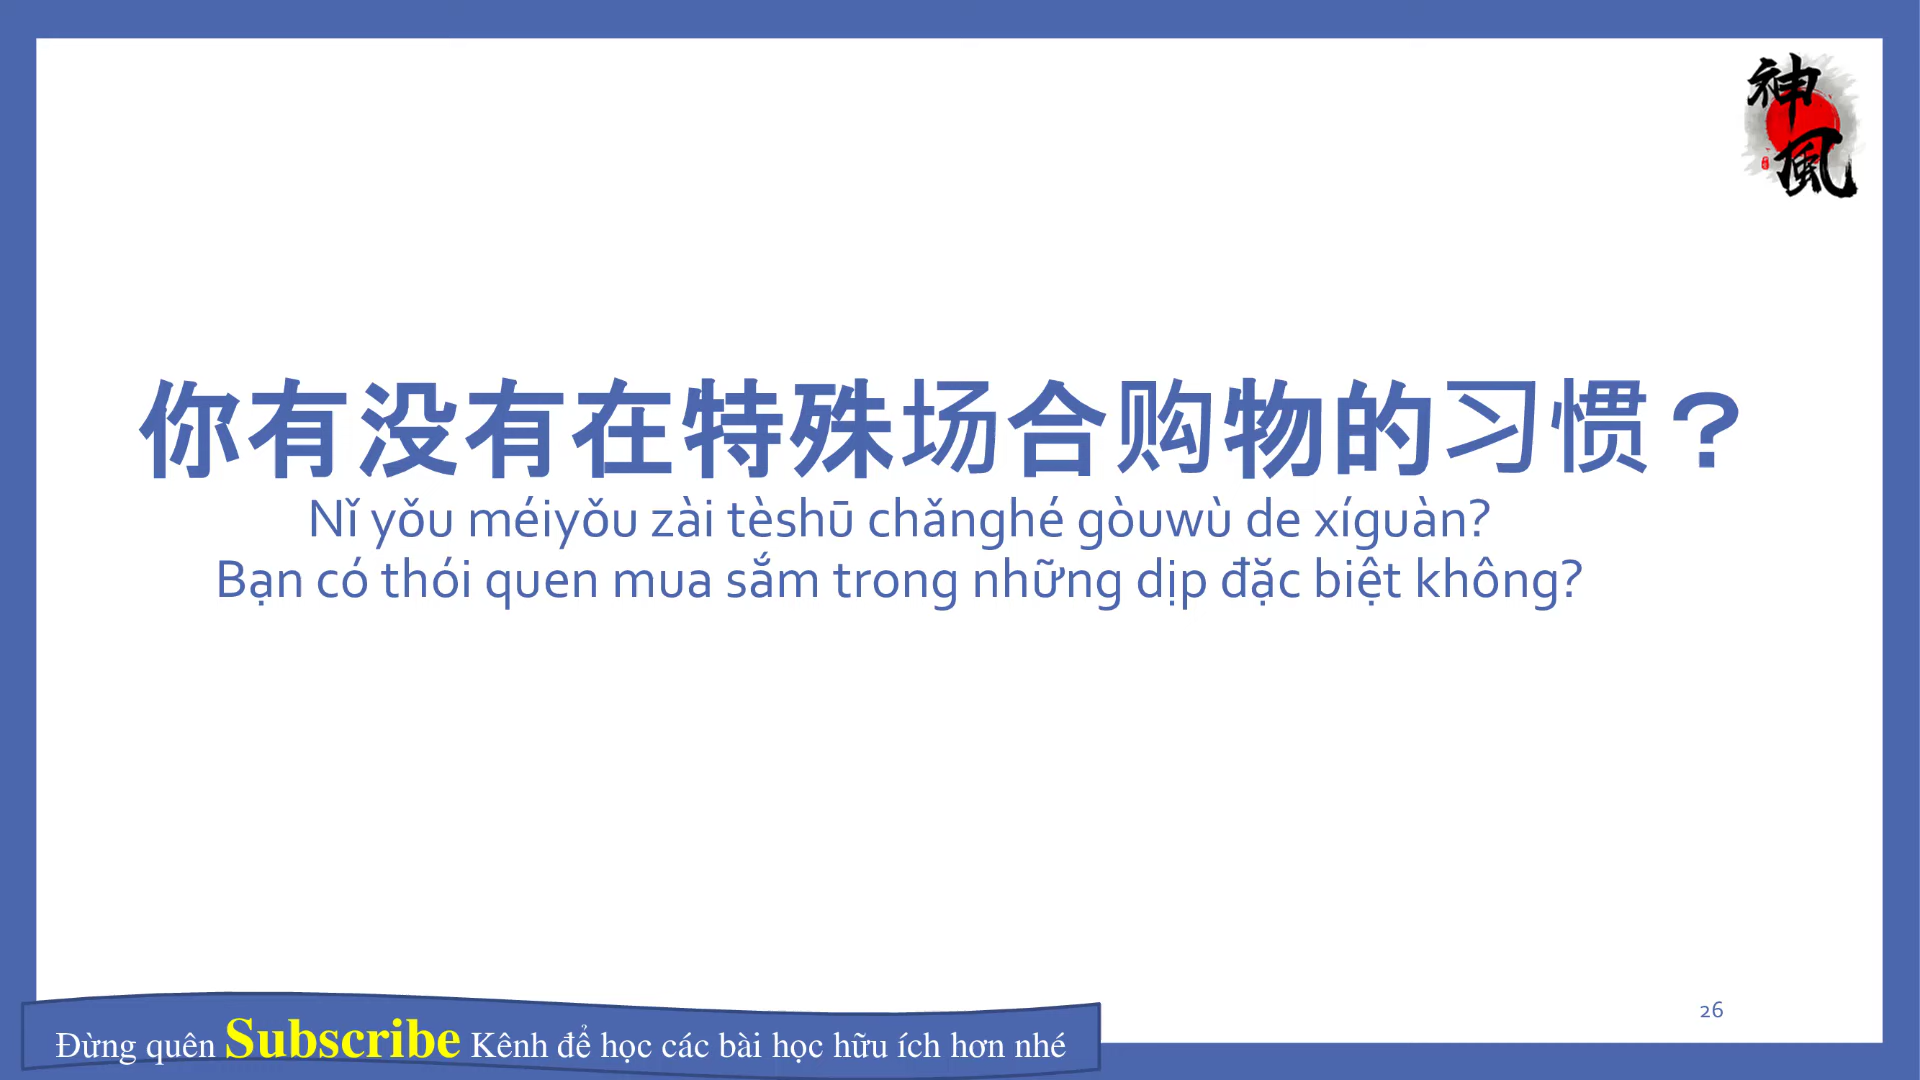 神風
你有没有在特殊场合购物的习惯？
Nǐ yǒu méiyǒu zài tèshū chǎnghé gòuwù de xíguàn?
Bạn có thói quen mua sắm trong những dịp đặc biệt không?
26
Đừng quên Subscribe Kênh để học các bài học hữu ích hơn nhé